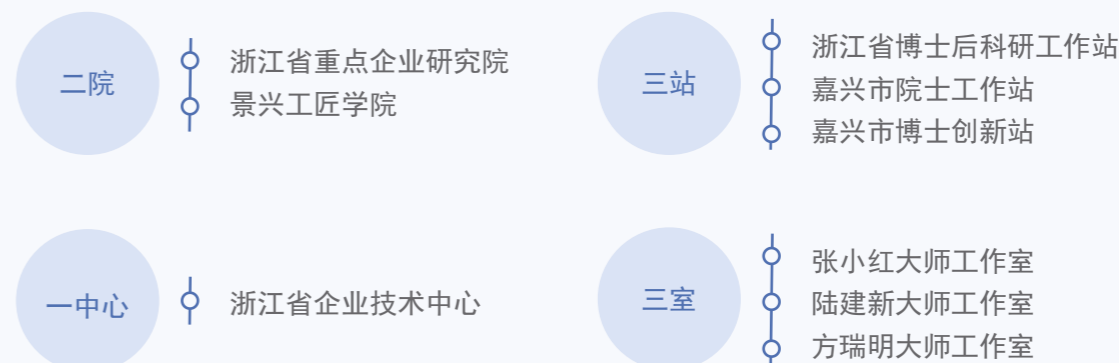 二院
浙江省重点企业研究院
景兴工匠学院
三站
浙江省博士后科研工作站
嘉兴市院士工作站
嘉兴市博士创新站
一中心
浙江省企业技术中心
三室
张小红大师工作室
陆建新大师工作室
方瑞明大师工作室